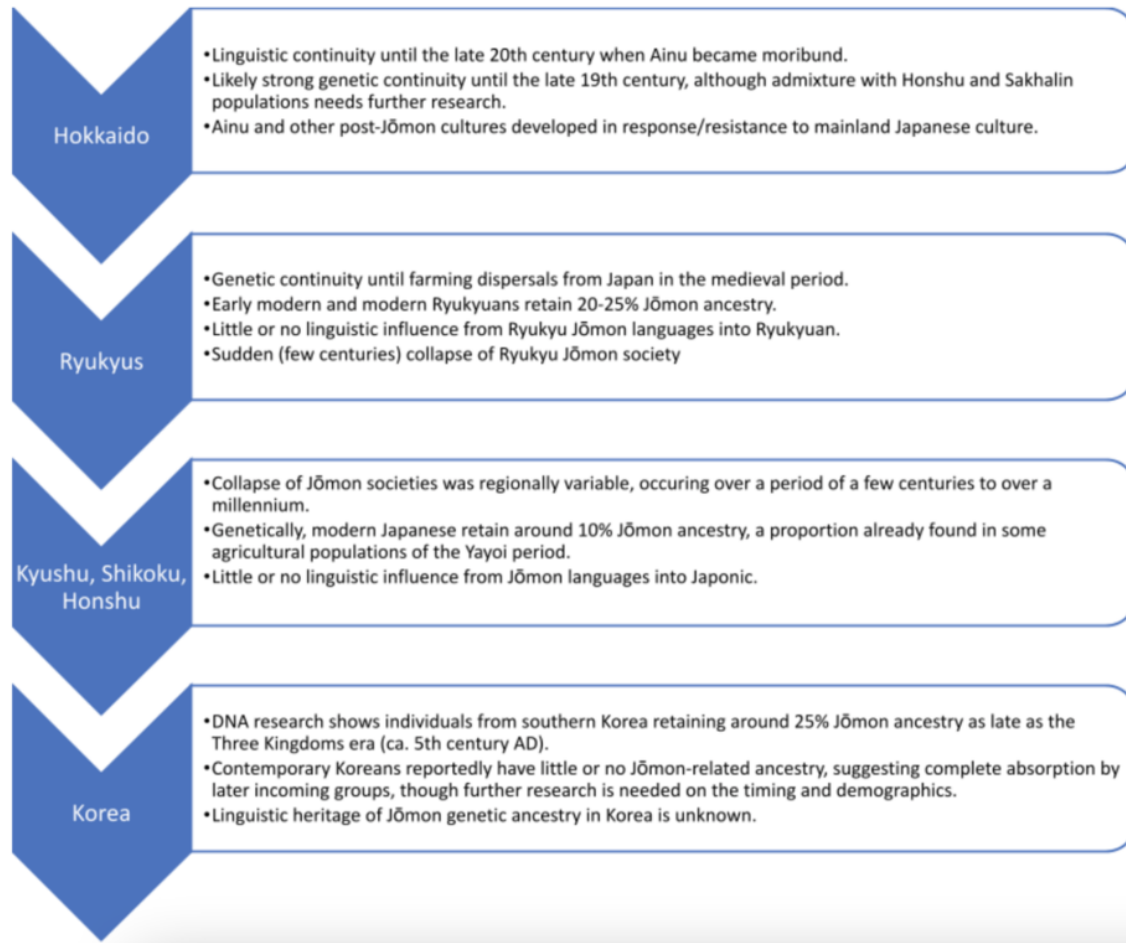 Hokkaido
•Linguistic continuity until the late 20th century when Ainu became moribund.
•Likely strong genetic continuity until the late 19th century, although admixture with Honshu and Sakhalin
populations needs further research.
•Ainu and other post-Jōmon cultures developed in response/resistance to mainland Japanese culture.
Ryukyus
•Genetic continuity until farming dispersals from Japan in the medieval period.
•Early modern and modern Ryukyuans retain 20-25% Jōmon ancestry.
•Little or no linguistic influence from Ryukyu Jōmon languages into Ryukyuan.
•Sudden (few centuries) collapse of Ryukyu Jōmon society
Kyushu, Shikoku,
Honshu
•Collapse of Jōmon societies was regionally variable, occuring over a period of a few centuries to over a
millennium.
•Genetically, modern Japanese retain around 10% Jōmon ancestry, a proportion already found in some
agricultural populations of the Yayoi period.
•Little or no linguistic influence from Jōmon languages into Japonic.
Korea
•DNA research shows individuals from southern Korea retaining around 25% Jōmon ancestry as late as the
Three Kingdoms era (ca. 5th century AD).
•Contemporary Koreans reportedly have little or no Jōmon-related ancestry, suggesting complete absorption by
later incoming groups, though further research is needed on the timing and demographics.
•Linguistic heritage of Jōmon genetic ancestry in Korea is unknown.